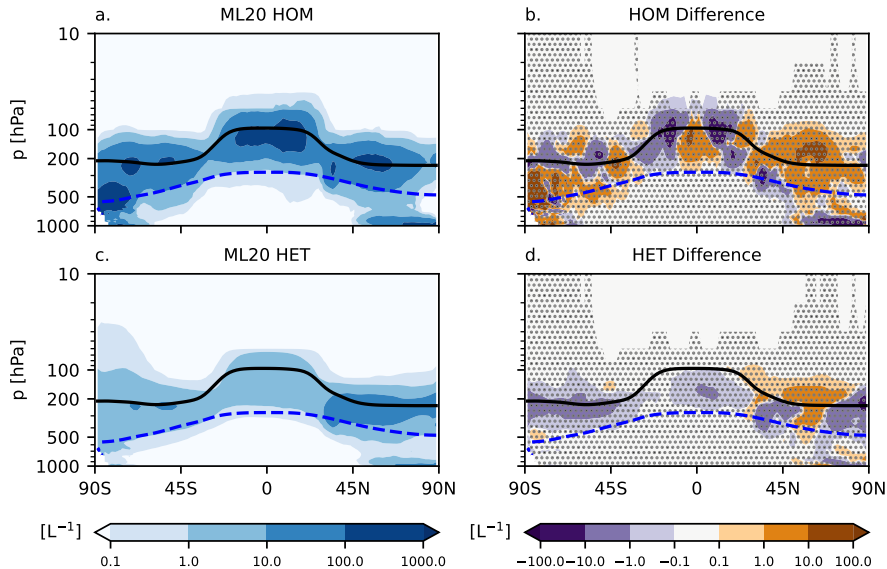 a. ML20 HOM
b. HOM Difference
p [hPa]
10
100
200
500
1000
c. ML20 HET
d. HET Difference
p [hPa]
10
100
200
500
1000
90S 45S 0 45N 90N
90S 45S 0 45N 90N
[L⁻¹]
0.1 1.0 10.0 100.0 1000.0
[L⁻¹]
−100.0 −10.0 −1.0 −0.1 0.1 1.0 10.0 100.0